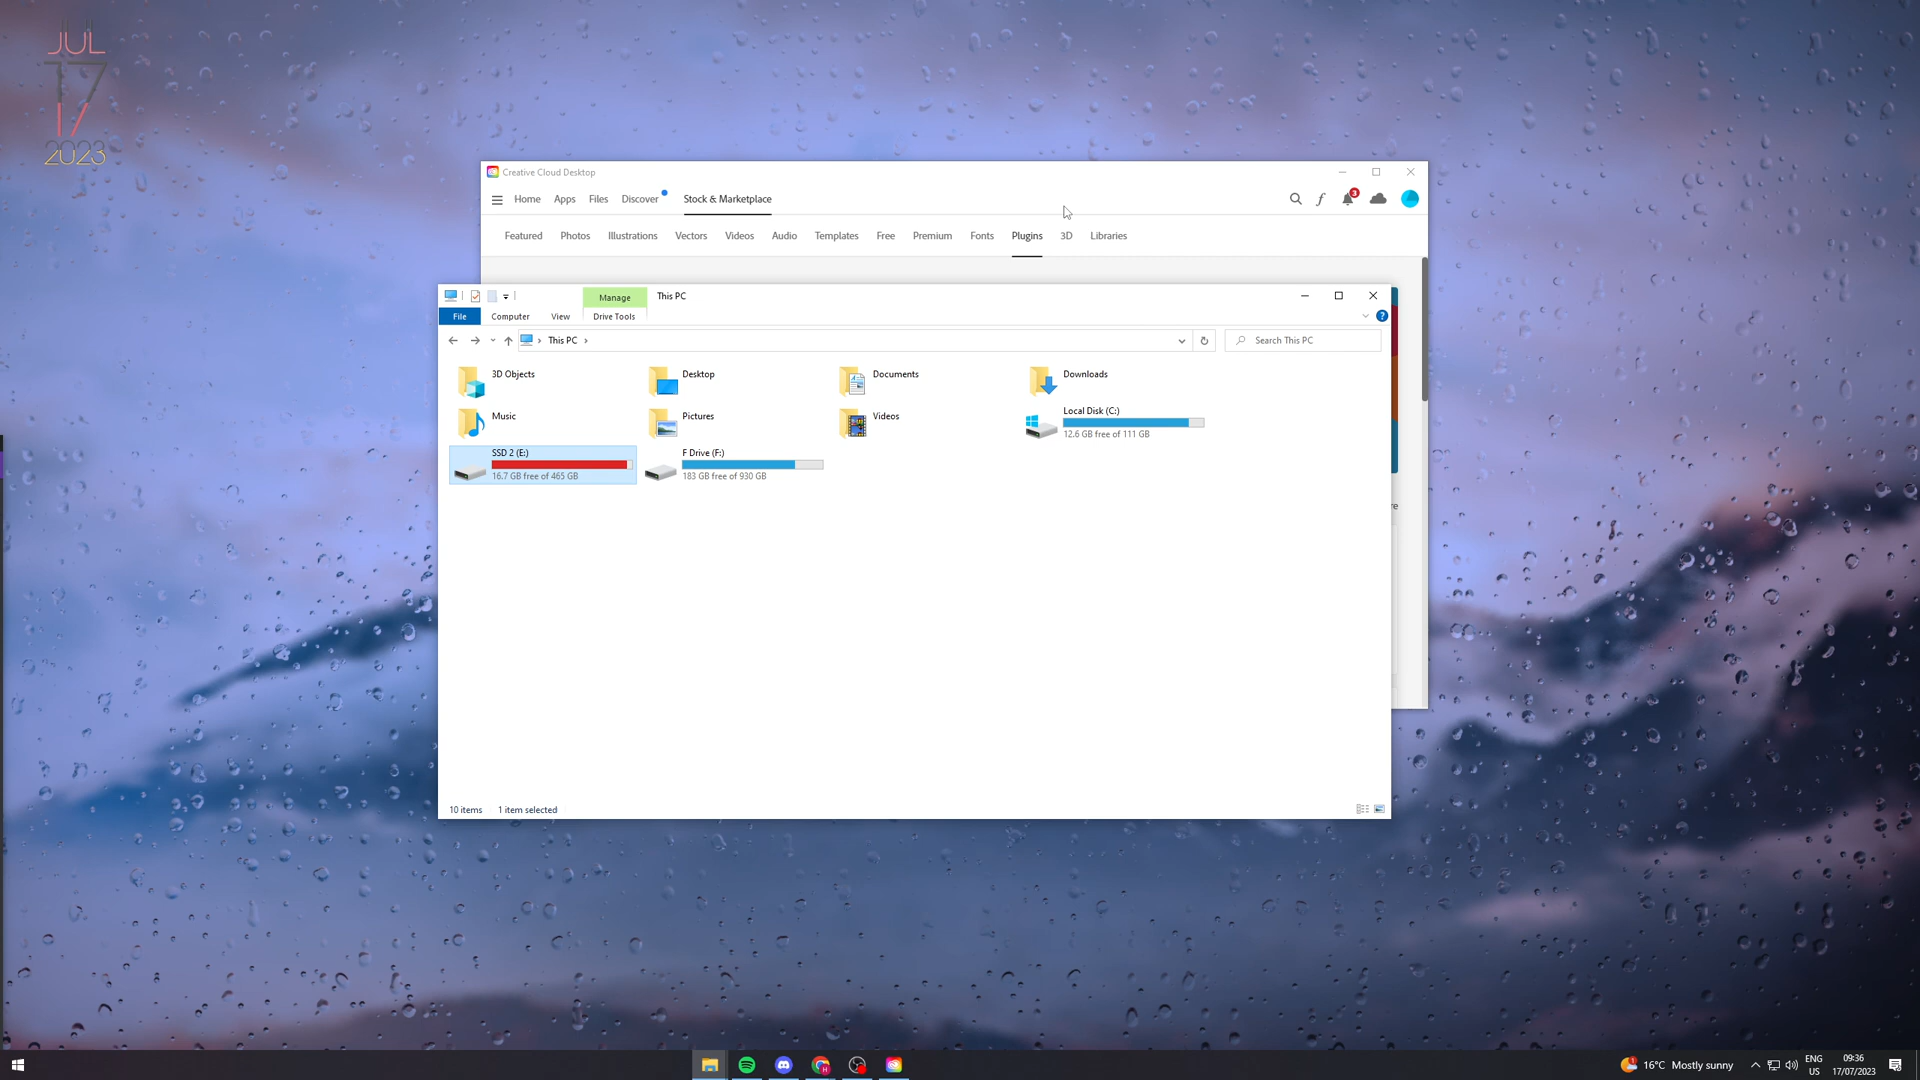 JUL
17
2023
Creative Cloud Desktop
Home Apps Files Discover Stock & Marketplace
3
Featured Photos Illustrations Vectors Videos Audio Templates Free Premium Fonts Plugins 3D Libraries
Manage This PC
File Computer View Drive Tools
This PC
Search This PC
3D Objects Desktop Documents Downloads
Music Pictures Videos Local Disk (C:)
12.6 GB free of 111 GB
SSD 2 (E:) F Drive (F:)
16.7 GB free of 465 GB 183 GB free of 930 GB
re
10 items 1 item selected
16°C Mostly sunny
ENG
US
09:36
17/07/2023